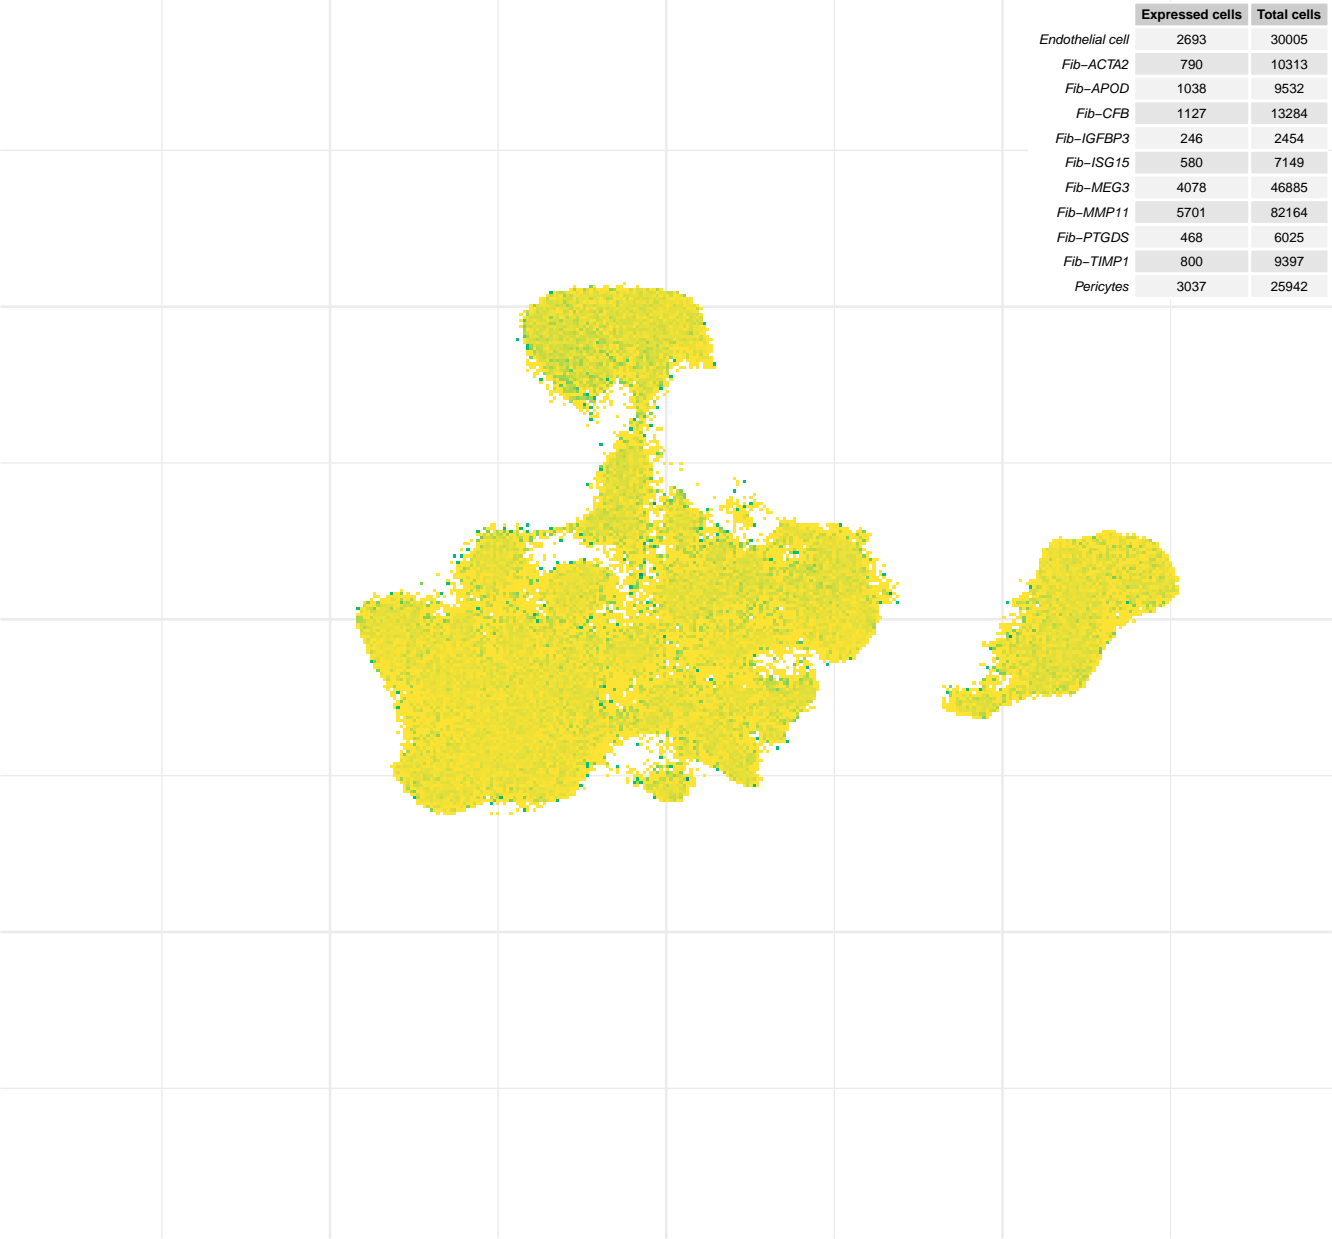 Expressed cells Total cells
Endothelial cell 2693 30005
Fib−ACTA2 790 10313
Fib−APOD 1038 9532
Fib−CFB 1127 13284
Fib−IGFBP3 246 2454
Fib−ISG15 580 7149
Fib−MEG3 4078 46885
Fib−MMP11 5701 82164
Fib−PTGDS 468 6025
Fib−TIMP1 800 9397
Pericytes 3037 25942